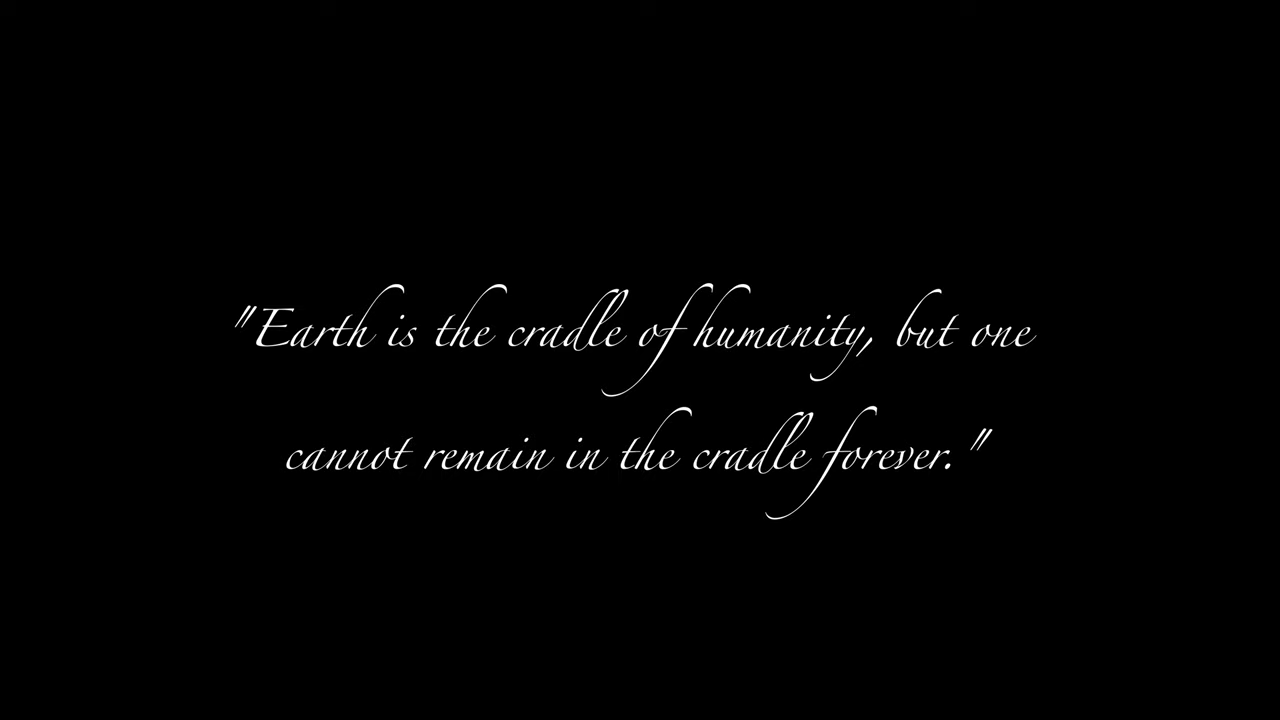 "Earth is the cradle of humanity, but one
cannot remain in the cradle forever."